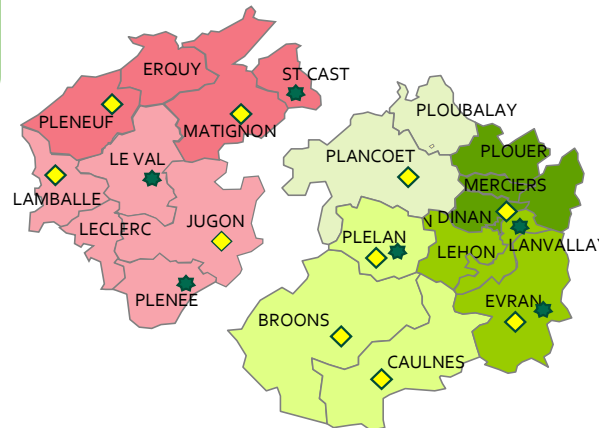 ERQUY
ST CAST
PLENEUF
MATIGNON
LE VAL
LAMBALLE
LECLERC
JUGON
PLENEE
PLOUBALAY
PLANCOET
PLOUER
MERCIERS
N DINAN
PLELAN
LEHON
LANVALLAY
EVRAN
BROONS
CAULNES